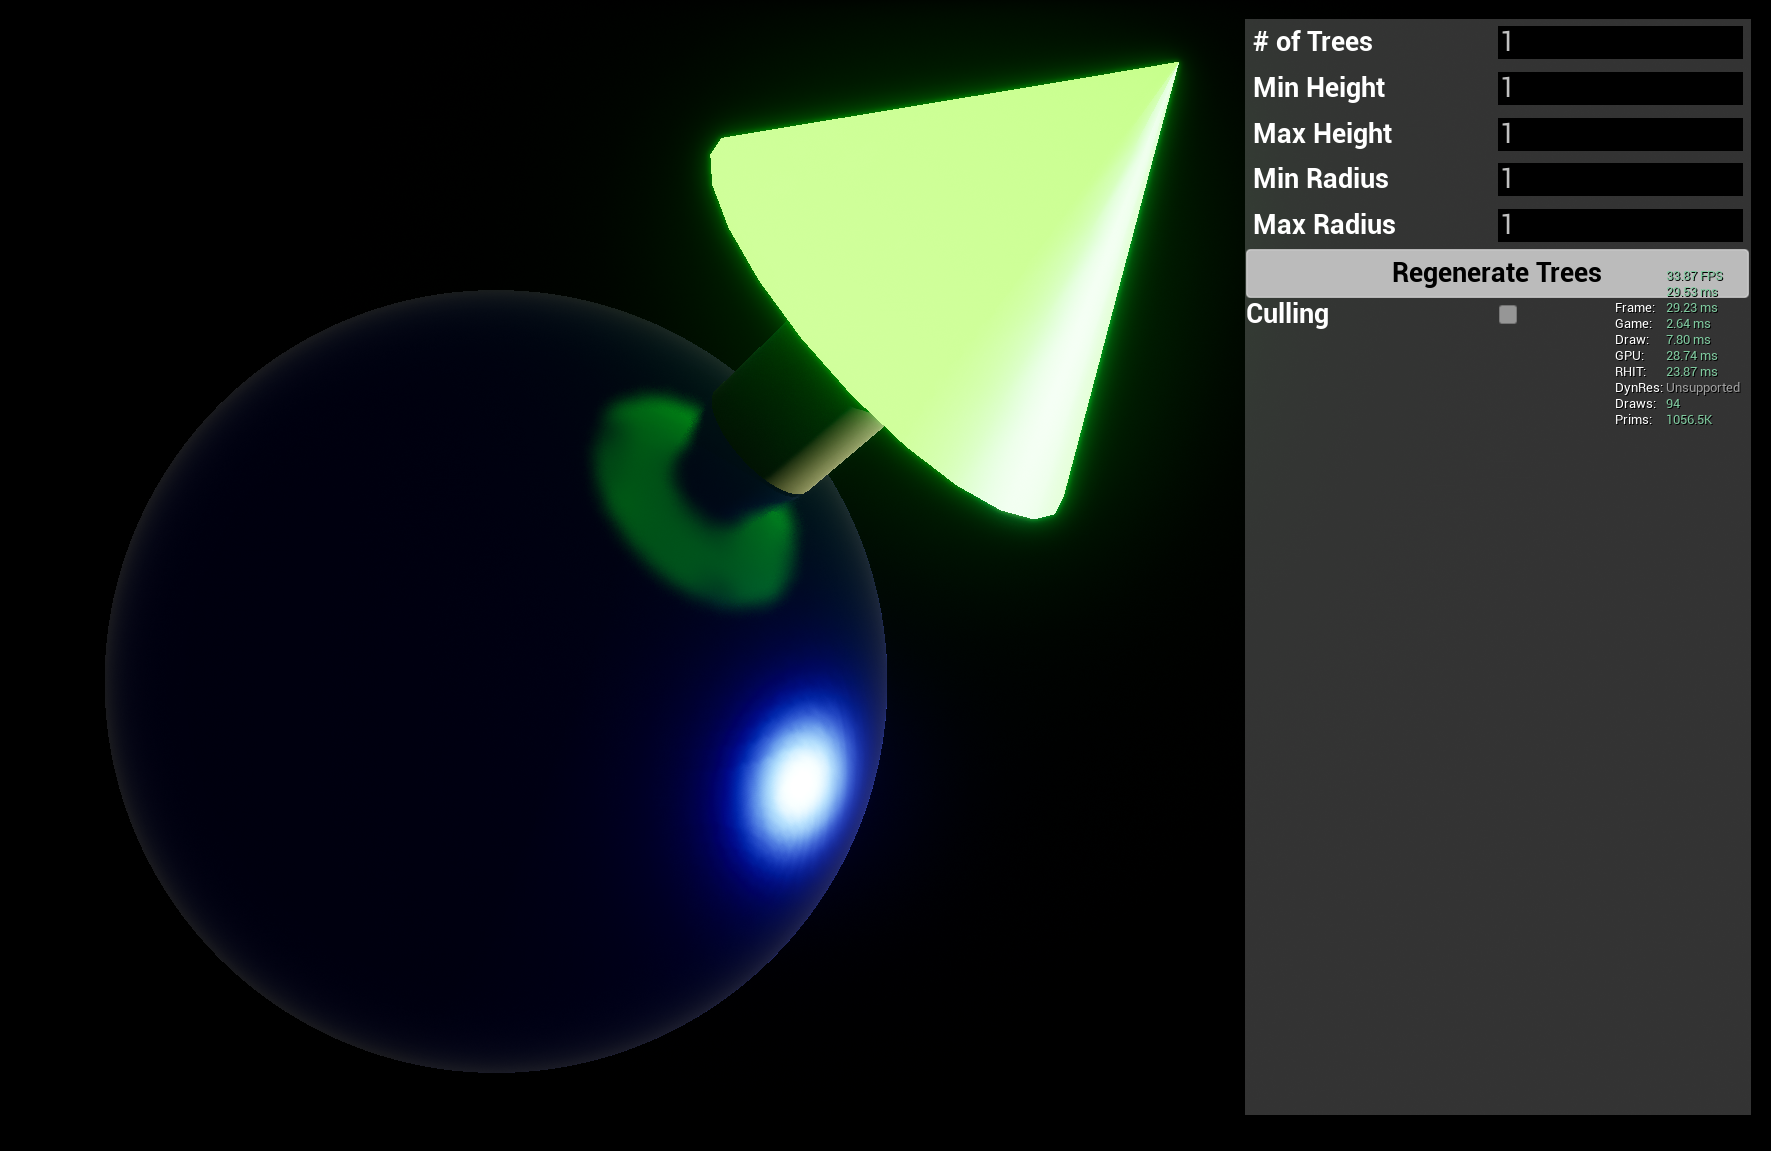 # of Trees 1
Min Height 1
Max Height 1
Min Radius 1
Max Radius 1
Regenerate Trees
33.87 FPS
29.53 ms
Culling
Frame: 29.23 ms
Game: 2.64 ms
Draw: 7.80 ms
GPU: 28.74 ms
RHIT: 23.87 ms
DynRes: Unsupported
Draws: 94
Prims: 1056.5K